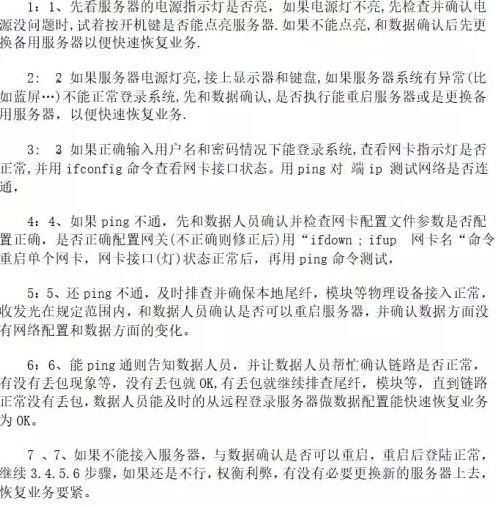 1: 1、先看服务器的电源指示灯是否亮, 如果电源灯不亮,先检查并确认电
源没问题时,试着按开机键是否能点亮服务器.如果不能点亮,和数据确认后先更
换备用服务器以便快速恢复业务.
2: 2 如果服务器电源灯亮,接上显示器和键盘,如果服务器系统有异常(比
如蓝屏…)不能正常登录系统,先和数据确认,是否执行能重启服务器或是更换备
用服务器，以便快速恢复业务.
3: 3 如果正确输入用户名和密码情况下能登录系统,查看网卡指示灯是否
正常,并用 ifconfig 命令查看网卡接口状态。用 ping 对 端 ip 测试网络是否连
通，
4: 4、如果 ping 不通，先和数据人员确认并检查网卡配置文件参数是否配
置正确，是否正确配置网关(不正确则修正后)用“ifdown ; ifup 网卡名“命令
重启单个网卡，网卡接口(灯)状态正常后，再用 ping 命令测试，
5: 5、还 ping 不通，及时排查并确保本地尾纤，模块等物理设备接入正常，
收发光在规定范围内，和数据人员确认是否可以重启服务器，并确认数据方面没
有网络配置和数据方面的变化。
6: 6、能 ping 通则告知数据人员，并让数据人员帮忙确认链路是否正常，
有没有丢包现象等，没有丢包就 OK,有丢包就继续排查尾纤，模块等，直到链路
正常没有丢包，数据人员能及时的从远程登录服务器做数据配置能快速恢复业务
为 OK。
7 、7、如果不能接入服务器，与数据确认是否可以重启，重启后登陆正常，
继续 3.4.5.6 步骤，如果还是不行，权衡利弊，有没有必要更换新的服务器上去，
恢复业务要紧。